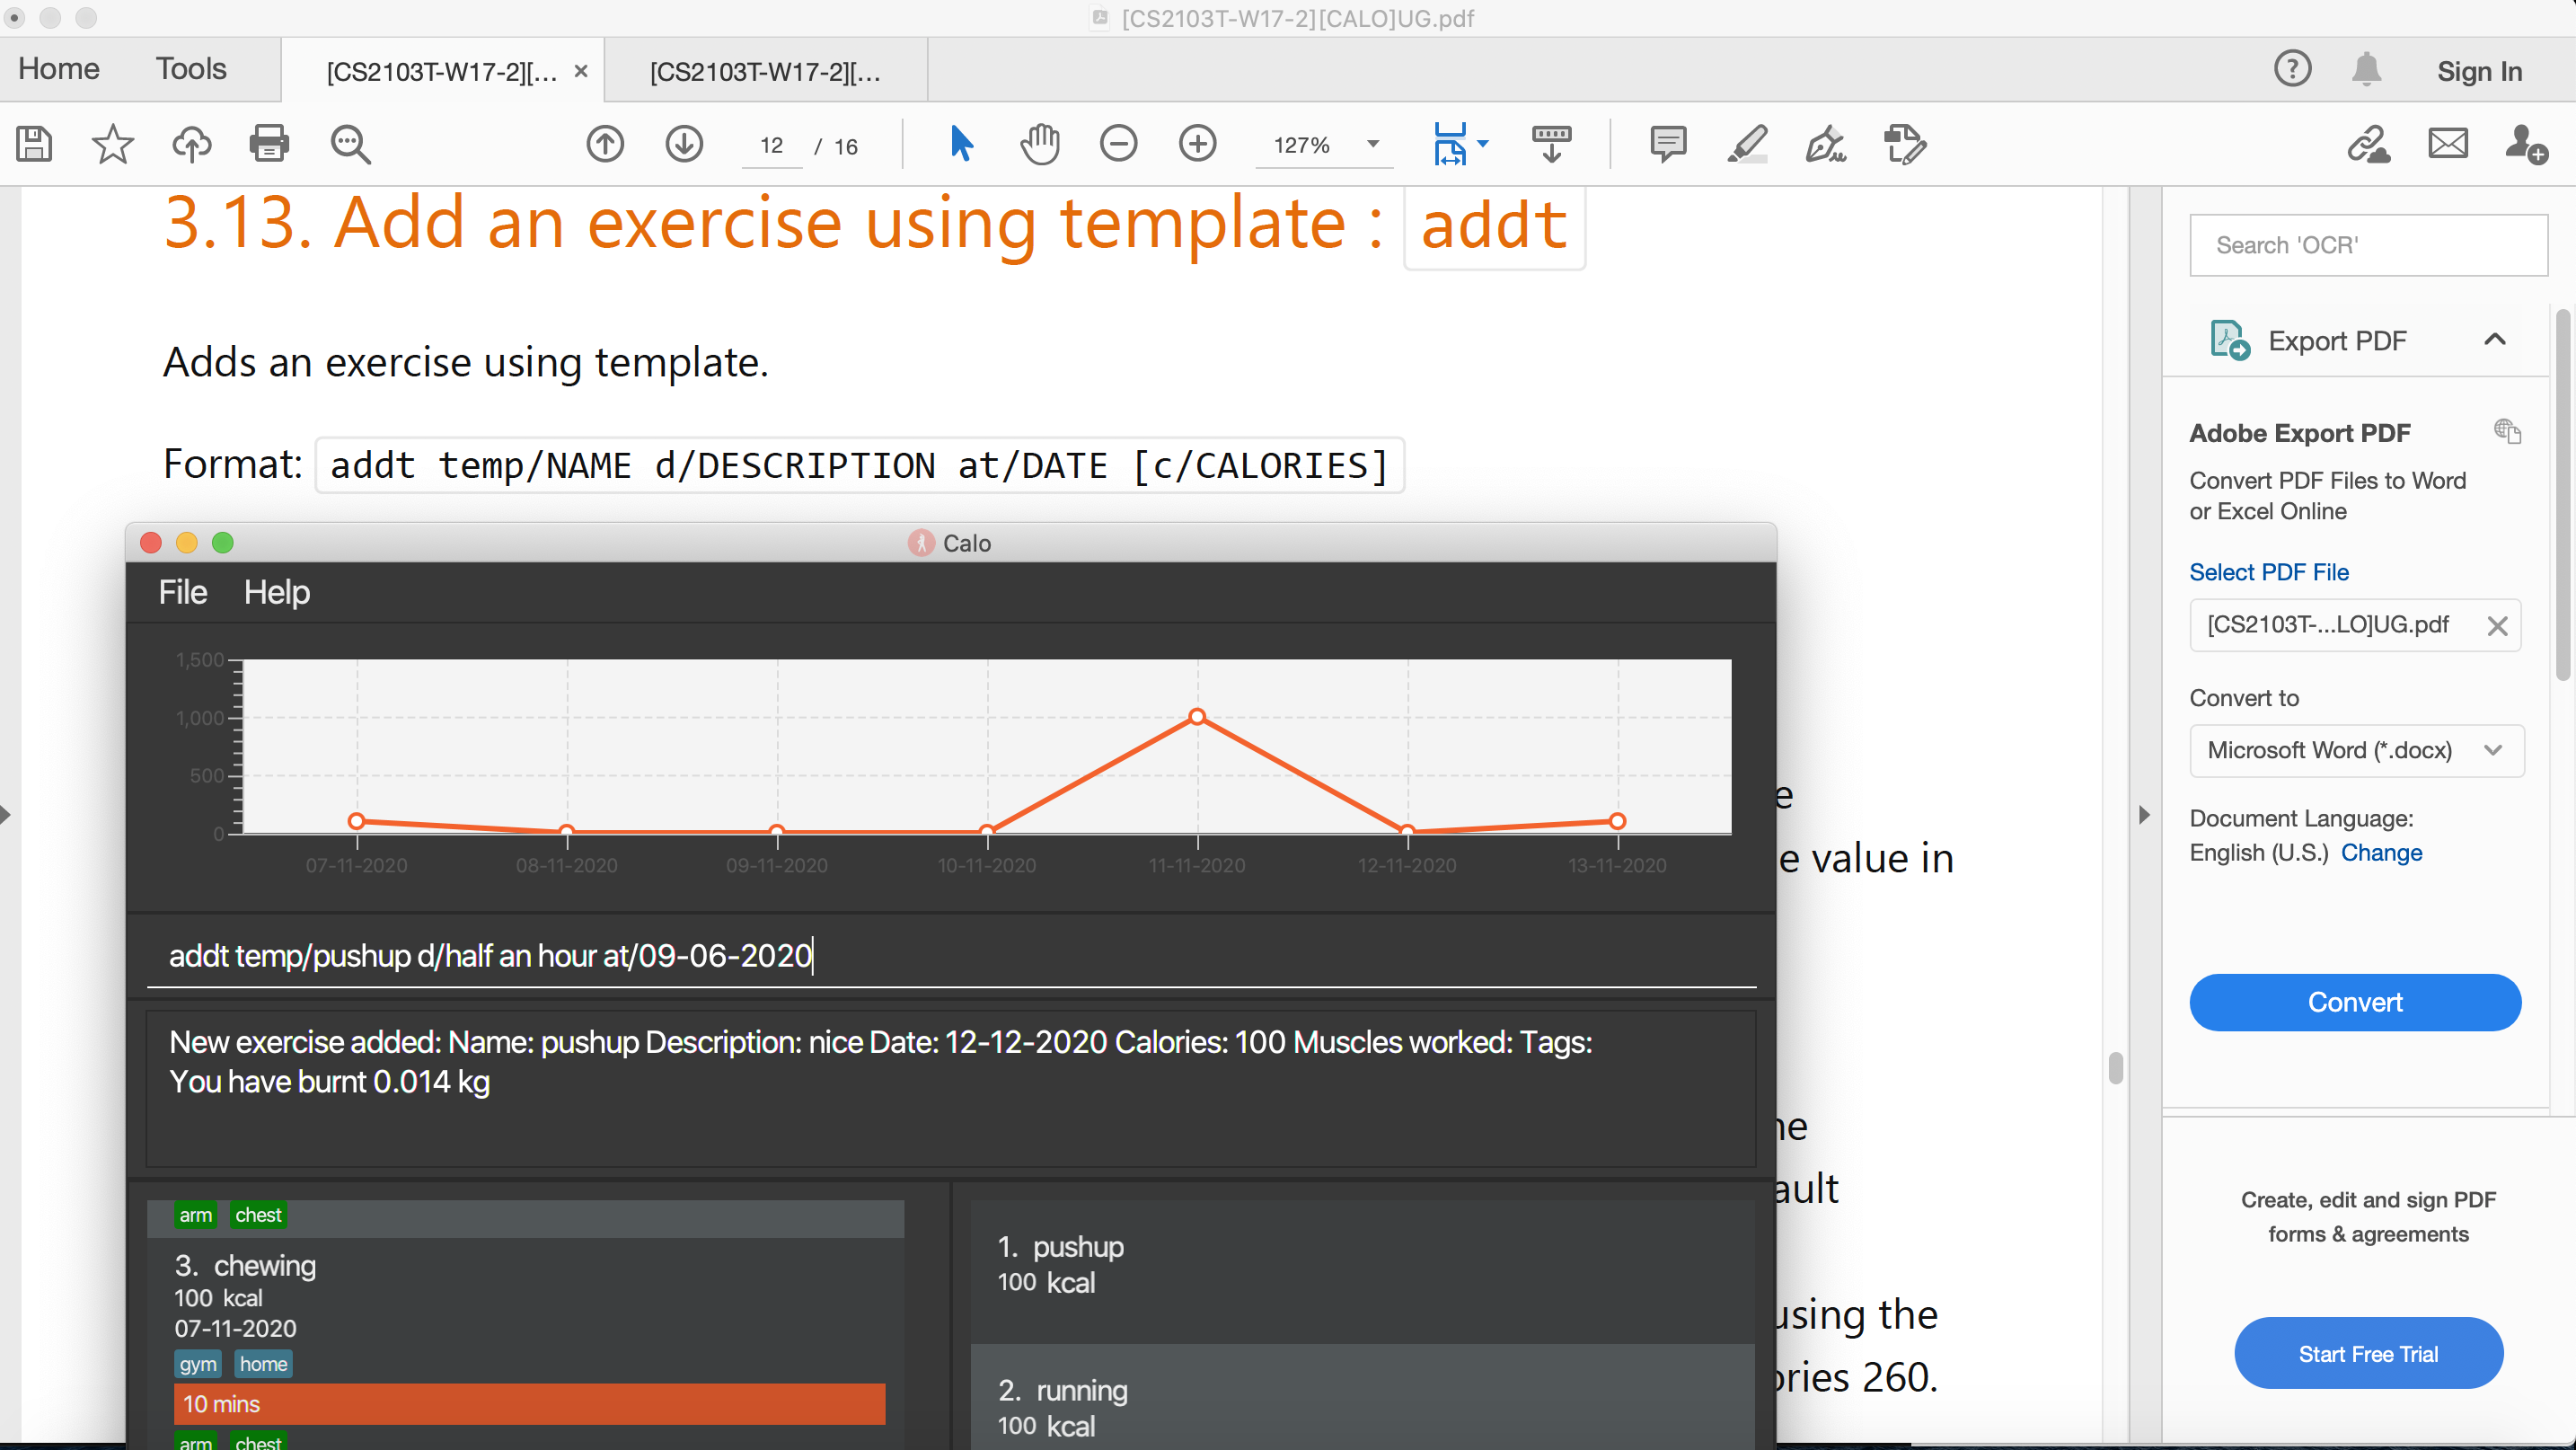 [CS2103T-W17-2][CALO]UG.pdf
Home Tools [CS2103T-W17-2][... × [CS2103T-W17-2][... Sign In
12 / 16 127%
3.13. Add an exercise using template : addt
Adds an exercise using template.
Format: addt temp/NAME d/DESCRIPTION at/DATE [c/CALORIES]
Calo
File Help
1,500
1,000
500
0
07-11-2020 08-11-2020 09-11-2020 10-11-2020 11-11-2020 12-11-2020 13-11-2020
addt temp/pushup d/half an hour at/09-06-2020
New exercise added: Name: pushup Description: nice Date: 12-12-2020 Calories: 100 Muscles worked: Tags:
You have burnt 0.014 kg
arm chest
3. chewing
100 kcal
07-11-2020
gym home
10 mins
arm chest
1. pushup
100 kcal
2. running
100 kcal
e
e value in
ne
ault
using the
ories 260.
Search 'OCR'
Export PDF
Adobe Export PDF
Convert PDF Files to Word
or Excel Online
Select PDF File
[CS2103T-...LO]UG.pdf
Convert to
Microsoft Word (*.docx)
Document Language:
English (U.S.) Change
Convert
Create, edit and sign PDF
forms & agreements
Start Free Trial